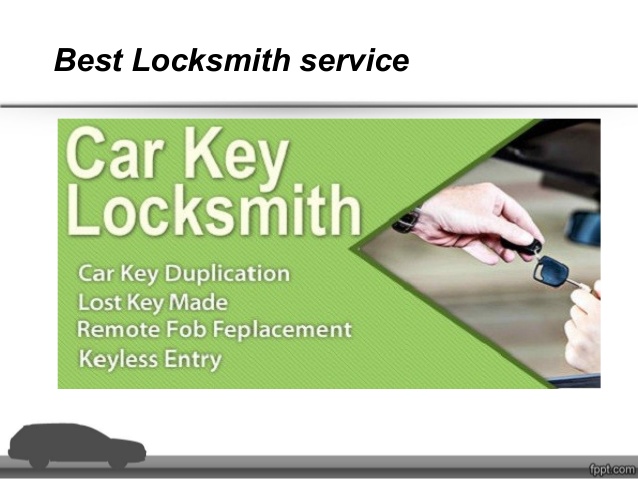 Best Locksmith service
Car Key
Locksmith
Car Key Duplication
Lost Key Made
Remote Fob Feplacement
Keyless Entry
fppt.com